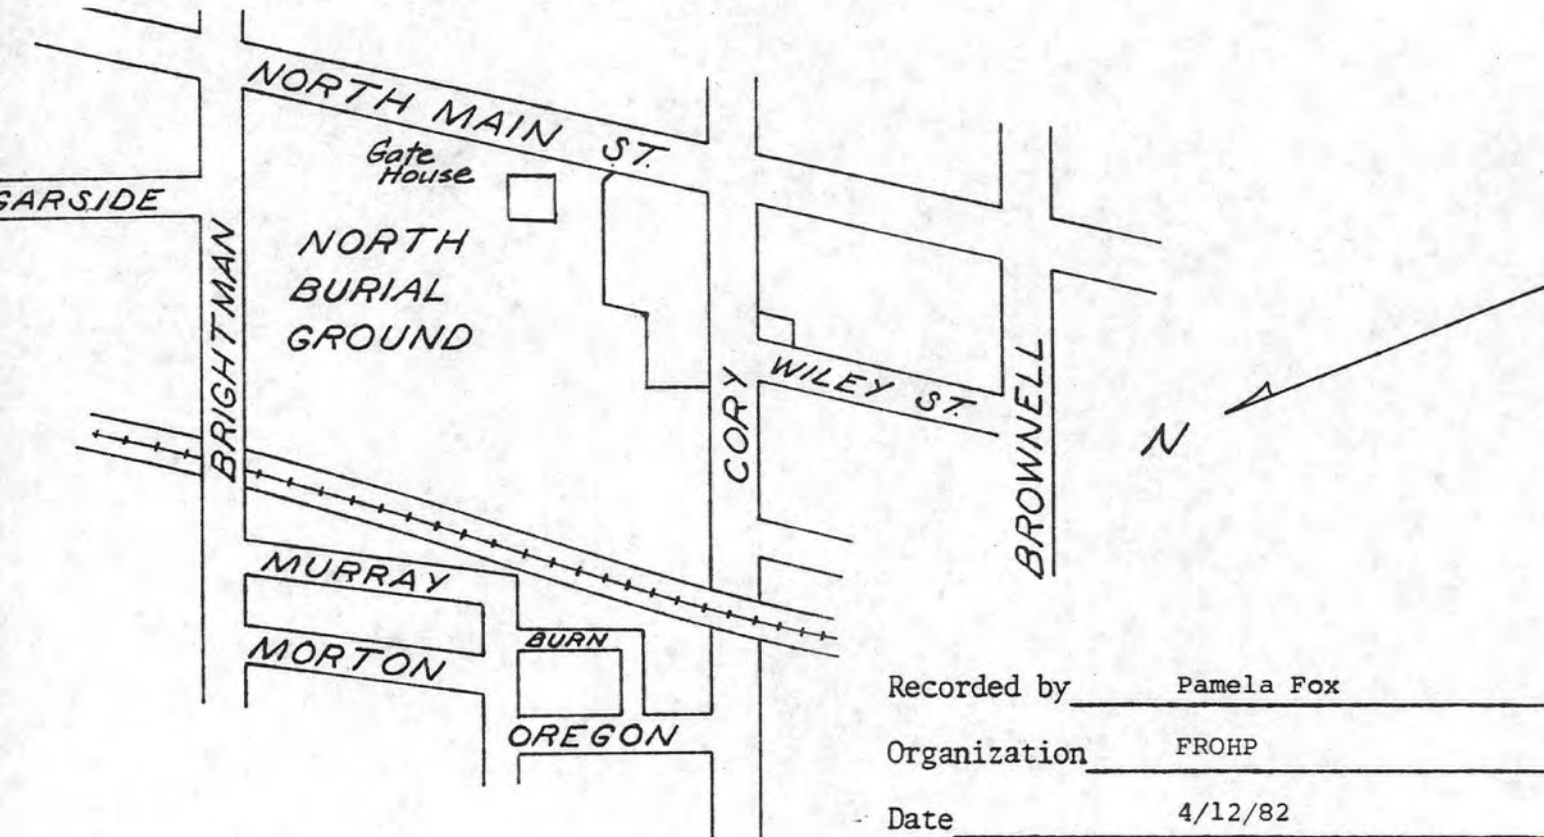 NORTH MAIN ST.
Gate
House
GARSIDE
NORTH
BURIAL
GROUND
BRIGHTMAN
CORY
WILEY ST.
BROWNELL
N
MURRAY
MORTON
BURN
OREGON
Recorded by Pamela Fox
Organization FROHP
Date 4/12/82